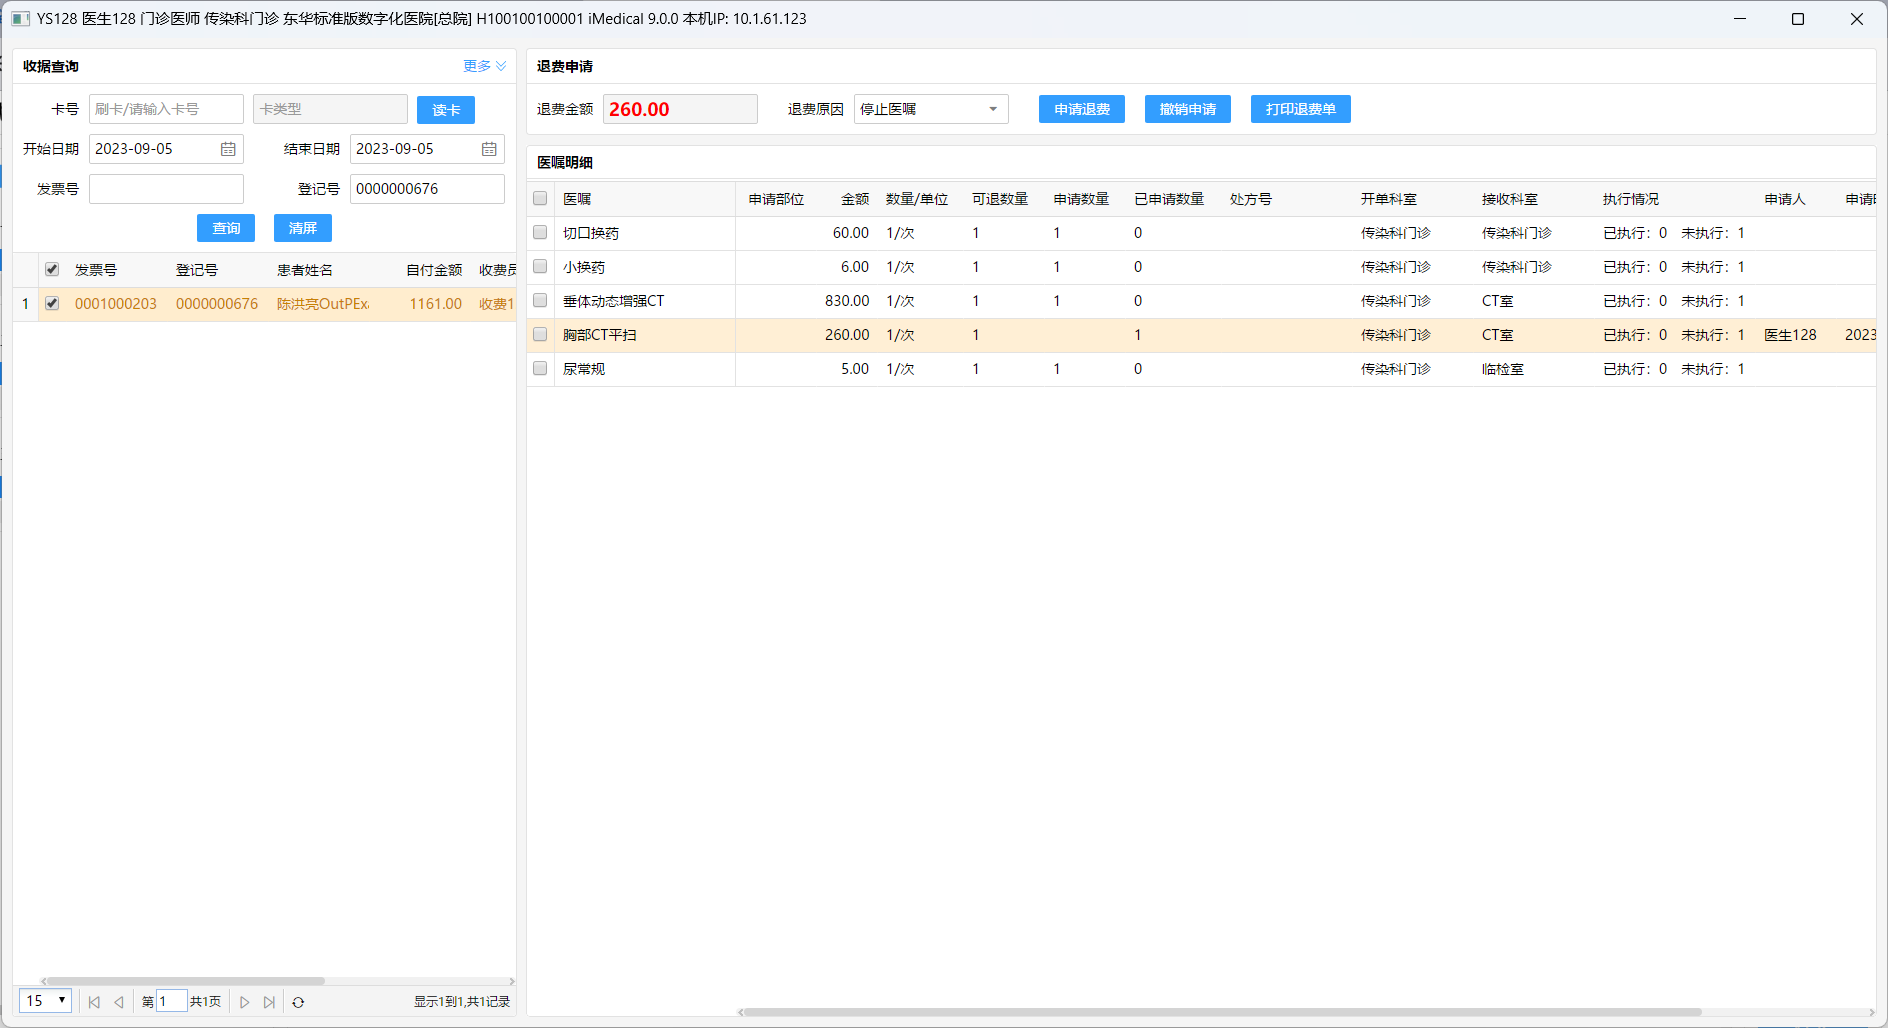 YS128 医生128 门诊医师 传染科门诊 东华标准版数字化医院[总院] H100100100001 iMedical 9.0.0 本机IP: 10.1.61.123
收据查询 更多
卡号 刷卡/请输入卡号 卡类型 读卡
开始日期 2023-09-05 结束日期 2023-09-05
发票号 登记号 0000000676
查询 清屏
发票号 登记号 患者姓名 自付金额 收费员
1 0001000203 0000000676 陈洪亮OutPEx 1161.00 收费1
15 第 1 共1页 显示1到1,共1记录
退费申请
退费金额 260.00 退费原因 停止医嘱 申请退费 撤销申请 打印退费单
医嘱明细
医嘱 申请部位 金额 数量/单位 可退数量 申请数量 已申请数量 处方号 开单科室 接收科室 执行情况 申请人 申请
切口换药 60.00 1/次 1 1 0 传染科门诊 传染科门诊 已执行：0 未执行：1
小换药 6.00 1/次 1 1 0 传染科门诊 传染科门诊 已执行：0 未执行：1
垂体动态增强CT 830.00 1/次 1 1 0 传染科门诊 CT室 已执行：0 未执行：1
胸部CT平扫 260.00 1/次 1 1 传染科门诊 CT室 已执行：0 未执行：1 医生128 2023
尿常规 5.00 1/次 1 1 0 传染科门诊 临检室 已执行：0 未执行：1